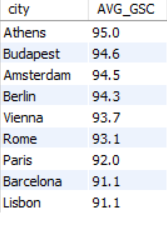 city AVG_GSC
Athens 95.0
Budapest 94.6
Amsterdam 94.5
Berlin 94.3
Vienna 93.7
Rome 93.1
Paris 92.0
Barcelona 91.1
Lisbon 91.1